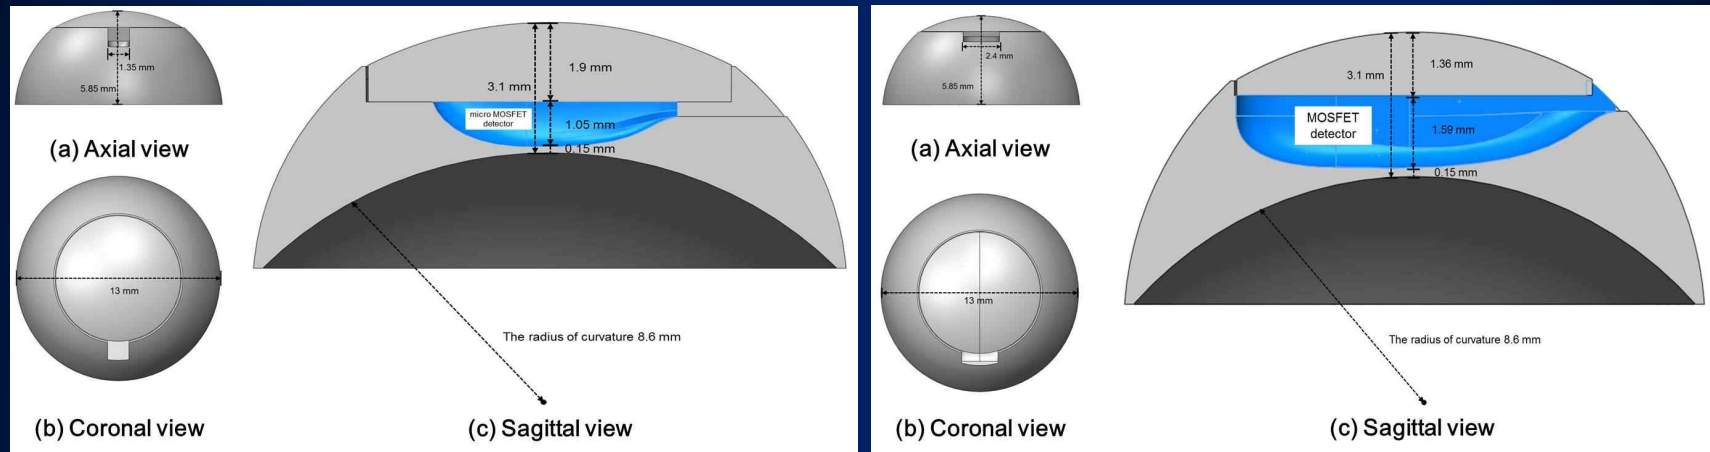 1.35 mm
5.85 mm
(a) Axial view
13 mm
(b) Coronal view
1.9 mm
3.1 mm
micro MOSFET
detector
1.05 mm
0.15 mm
The radius of curvature 8.6 mm
(c) Sagittal view
2.4 mm
5.85 mm
(a) Axial view
13 mm
(b) Coronal view
1.36 mm
3.1 mm
MOSFET
detector
1.59 mm
0.15 mm
The radius of curvature 8.6 mm
(c) Sagittal view